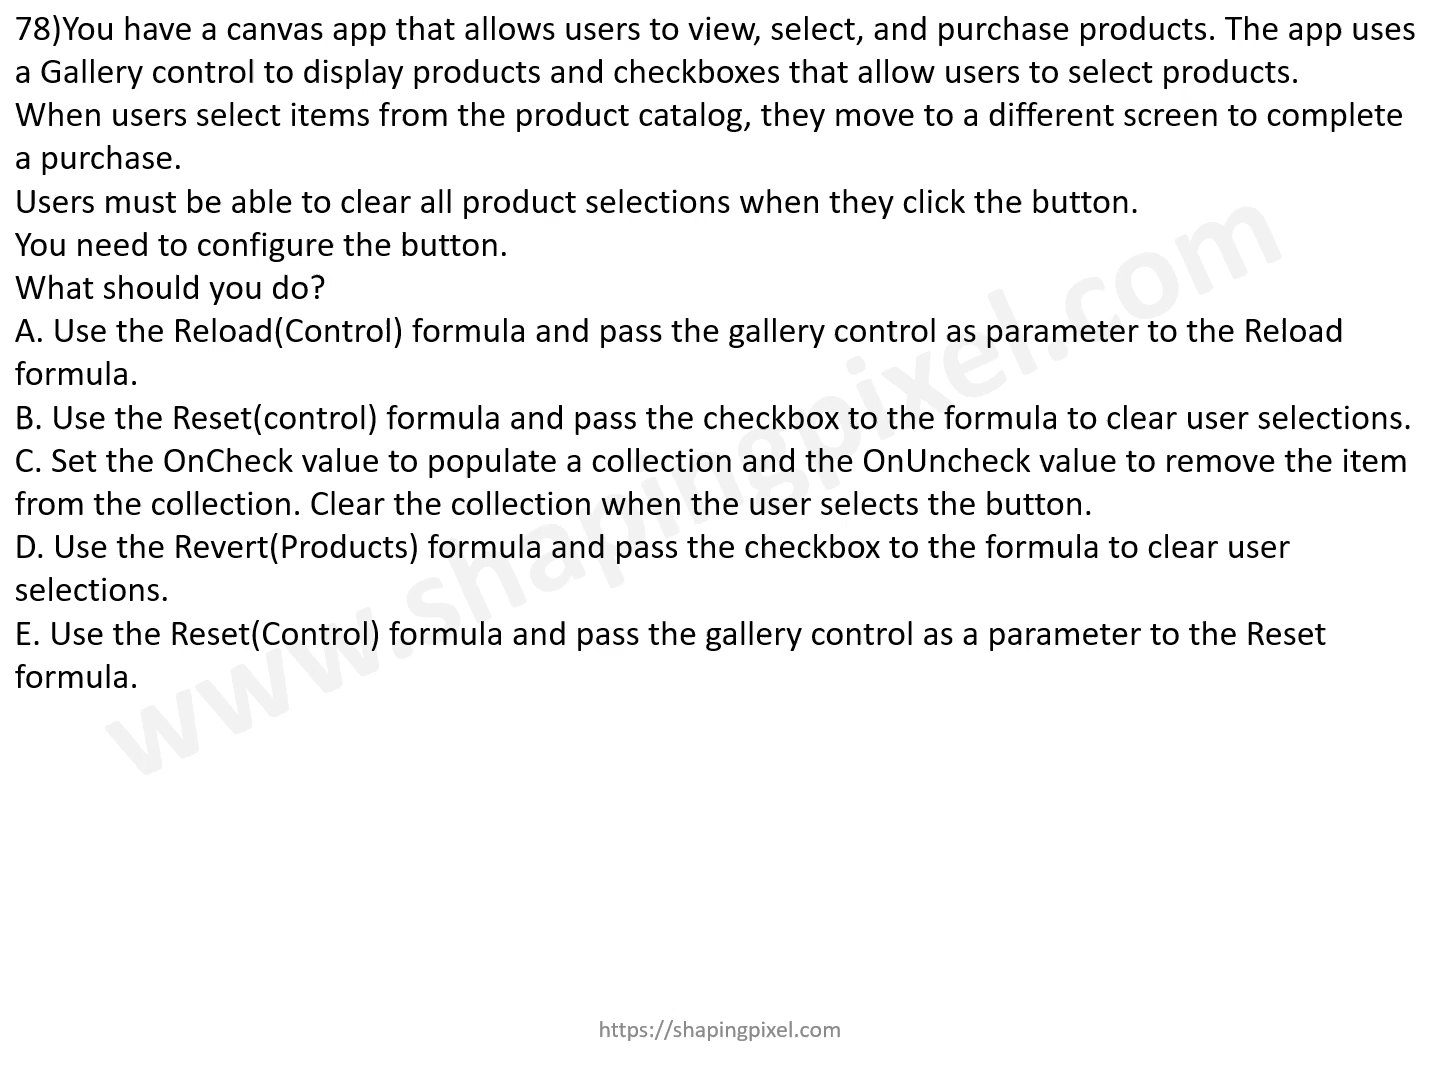 78)You have a canvas app that allows users to view, select, and purchase products. The app uses
a Gallery control to display products and checkboxes that allow users to select products.
When users select items from the product catalog, they move to a different screen to complete
a purchase.
Users must be able to clear all product selections when they click the button.
You need to configure the button.
What should you do?
A. Use the Reload(Control) formula and pass the gallery control as parameter to the Reload
formula.
B. Use the Reset(control) formula and pass the checkbox to the formula to clear user selections.
C. Set the OnCheck value to populate a collection and the OnUncheck value to remove the item
from the collection. Clear the collection when the user selects the button.
D. Use the Revert(Products) formula and pass the checkbox to the formula to clear user
selections.
E. Use the Reset(Control) formula and pass the gallery control as a parameter to the Reset
formula.
www.shapingpixel.com
https://shapingpixel.com